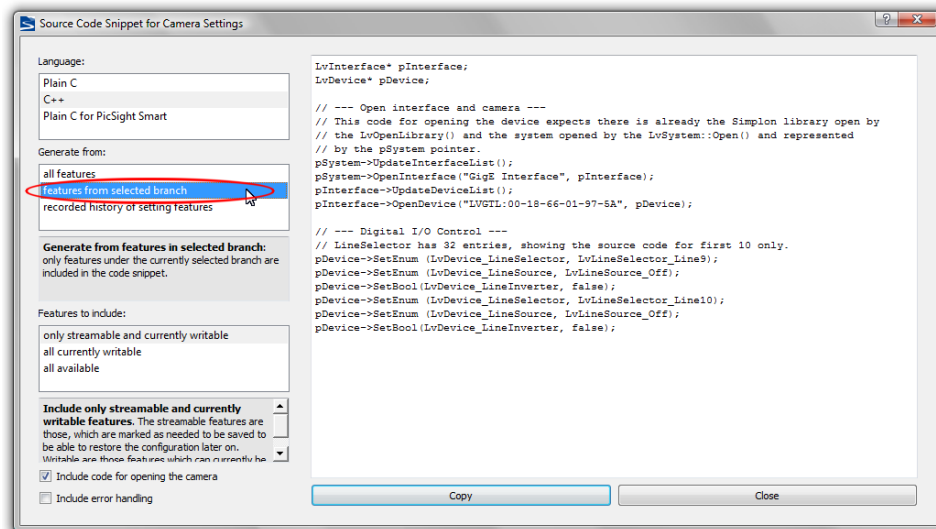 Source Code Snippet for Camera Settings
Language:
Plain C
C++
Plain C for PicSight Smart
Generate from:
all features
features from selected branch
recorded history of setting features
Generate from features in selected branch:
only features under the currently selected branch are
included in the code snippet.
Features to include:
only streamable and currently writable
all currently writable
all available
Include only streamable and currently
writable features. The streamable features are
those, which are marked as needed to be saved to
be able to restore the configuration later on.
Writable are those features which can currently be
Include code for opening the camera
Include error handling
LvInterface* pInterface;
LvDevice* pDevice;
// --- Open interface and camera ---
// This code for opening the device expects there is already the Simplon library open by
// the LvOpenLibrary() and the system opened by the LvSystem::Open() and represented
// by the pSystem pointer.
pSystem->UpdateInterfaceList();
pSystem->OpenInterface("GigE Interface", pInterface);
pInterface->UpdateDeviceList();
pInterface->OpenDevice("LVGTL:00-18-66-01-97-5A", pDevice);
// --- Digital I/O Control ---
// LineSelector has 32 entries, showing the source code for first 10 only.
pDevice->SetEnum (LvDevice_LineSelector, LvLineSelector_Line9);
pDevice->SetEnum (LvDevice_LineSource, LvLineSource_Off);
pDevice->SetBool(LvDevice_LineInverter, false);
pDevice->SetEnum (LvDevice_LineSelector, LvLineSelector_Line10);
pDevice->SetEnum (LvDevice_LineSource, LvLineSource_Off);
pDevice->SetBool(LvDevice_LineInverter, false);
Copy
Close